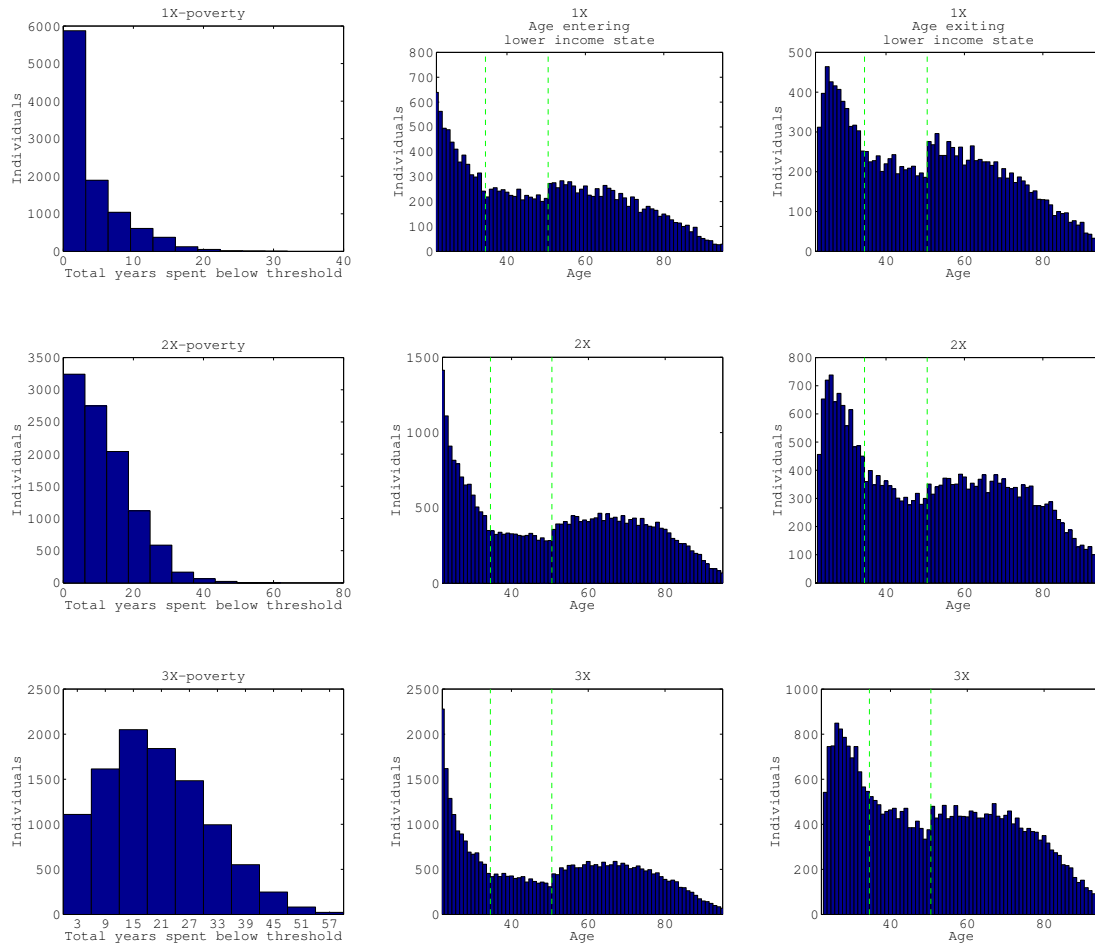 1X-poverty
6000
5000
4000
3000
2000
1000
0
Individuals
0 10 20 30 40
Total years spent below threshold
1X
Age entering
lower income state
800
700
600
500
400
300
200
100
0
Individuals
40 60 80
Age
1X
Age exiting
lower income state
500
400
300
200
100
0
Individuals
40 60 80
Age
2X-poverty
3500
3000
2500
2000
1500
1000
500
0
Individuals
0 20 40 60 80
Total years spent below threshold
2X
1500
1000
500
0
Individuals
40 60 80
Age
2X
800
700
600
500
400
300
200
100
0
Individuals
40 60 80
Age
3X-poverty
2500
2000
1500
1000
500
0
Individuals
3 9 15 21 27 33 39 45 51 57
Total years spent below threshold
3X
2500
2000
1500
1000
500
0
Individuals
40 60 80
Age
3X
1000
800
600
400
200
0
Individuals
40 60 80
Age